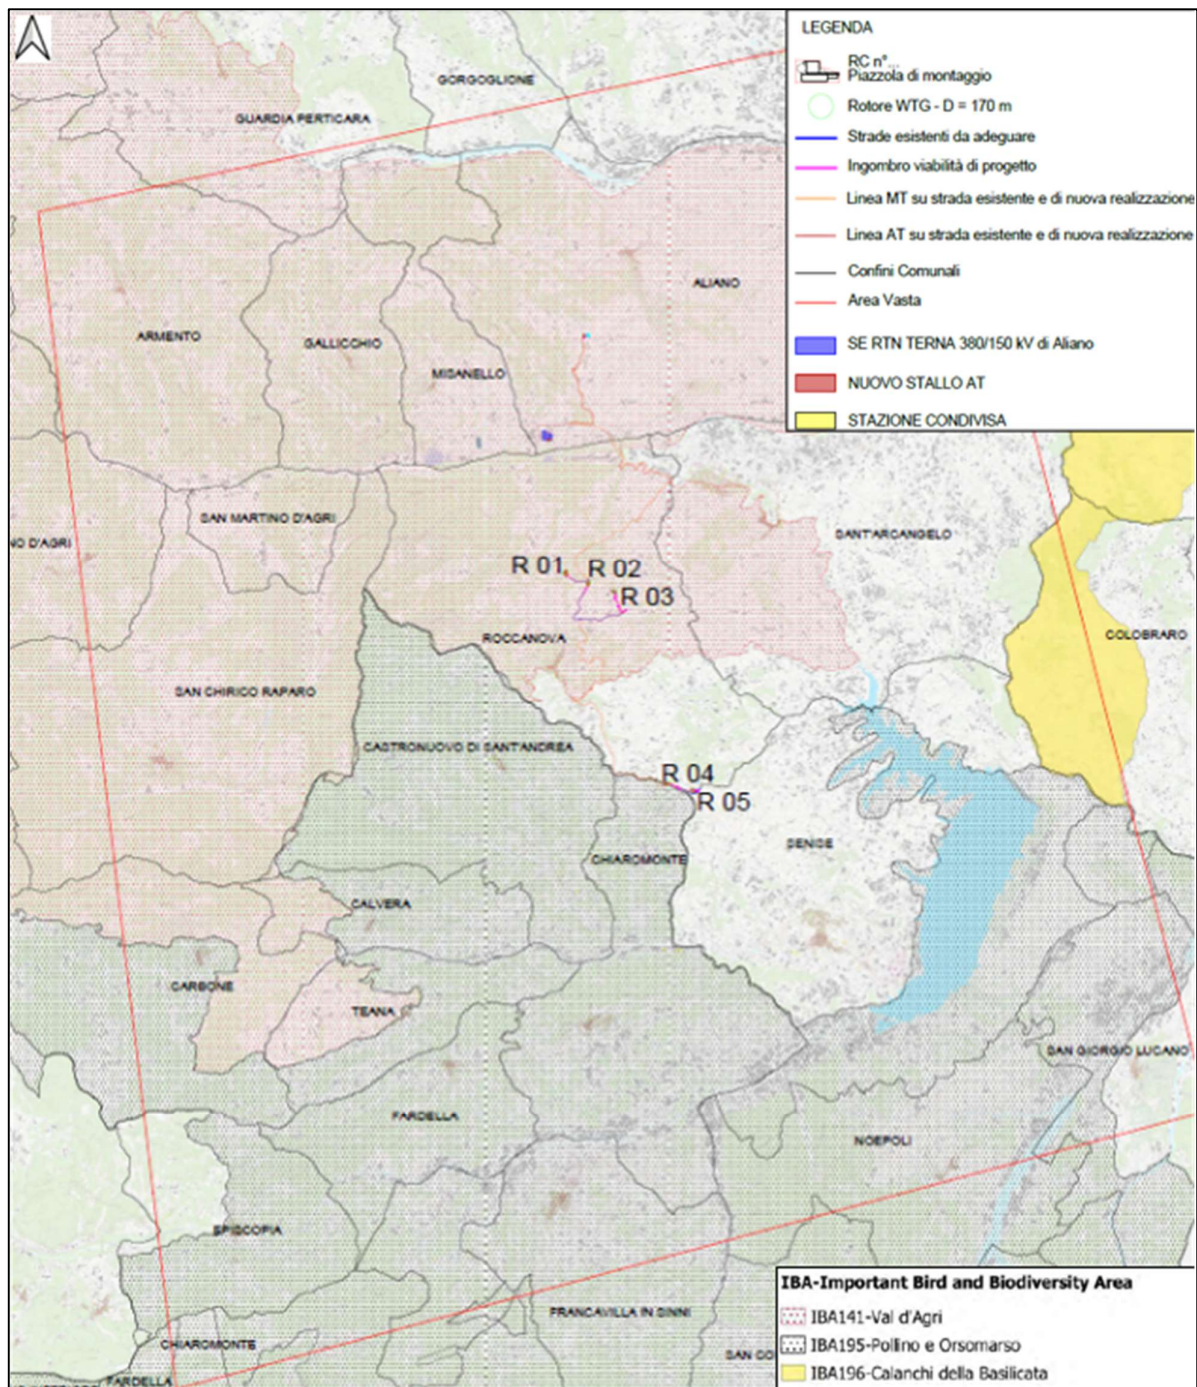 LEGENDA
RC n°...
Piazzola di montaggio
Rotore WTG - D = 170 m
Strade esistenti da adeguare
Ingombro viabilità di progetto
Linea MT su strada esistente e di nuova realizzazione
Linea AT su strada esistente e di nuova realizzazione
Confini Comunali
Area Vasta
SE RTN TERNA 380/150 kV di Aliano
NUOVO STALLO AT
STAZIONE CONDIVISA
GORGOGLIONE
GUARDIA PERTICARA
ALIANO
ARMENTO
GALLICCHIO
MISANELLO
SAN MARTINO D'AGRI
NO D'AGRI
SANT'ARCANGELO
R 01
R 02
R 03
ROCCANOVA
COLOBRARO
SAN CHIRICO RAPARO
CASTRONUOVO DI SANT'ANDREA
R 04
R 05
SENISE
CHIAROMONTE
CALVERA
CARBONE
TEANA
SAN GIORGIO LUCANO
FARDELLA
NOEPOLI
EPISCOPIA
FRANCAVILLA IN SINNI
CHIAROMONTE
SAN CO
FARDELLA
IBA-Important Bird and Biodiversity Area
IBA141-Val d'Agri
IBA195-Pollino e Orsomarso
IBA196-Calanchi della Basilicata